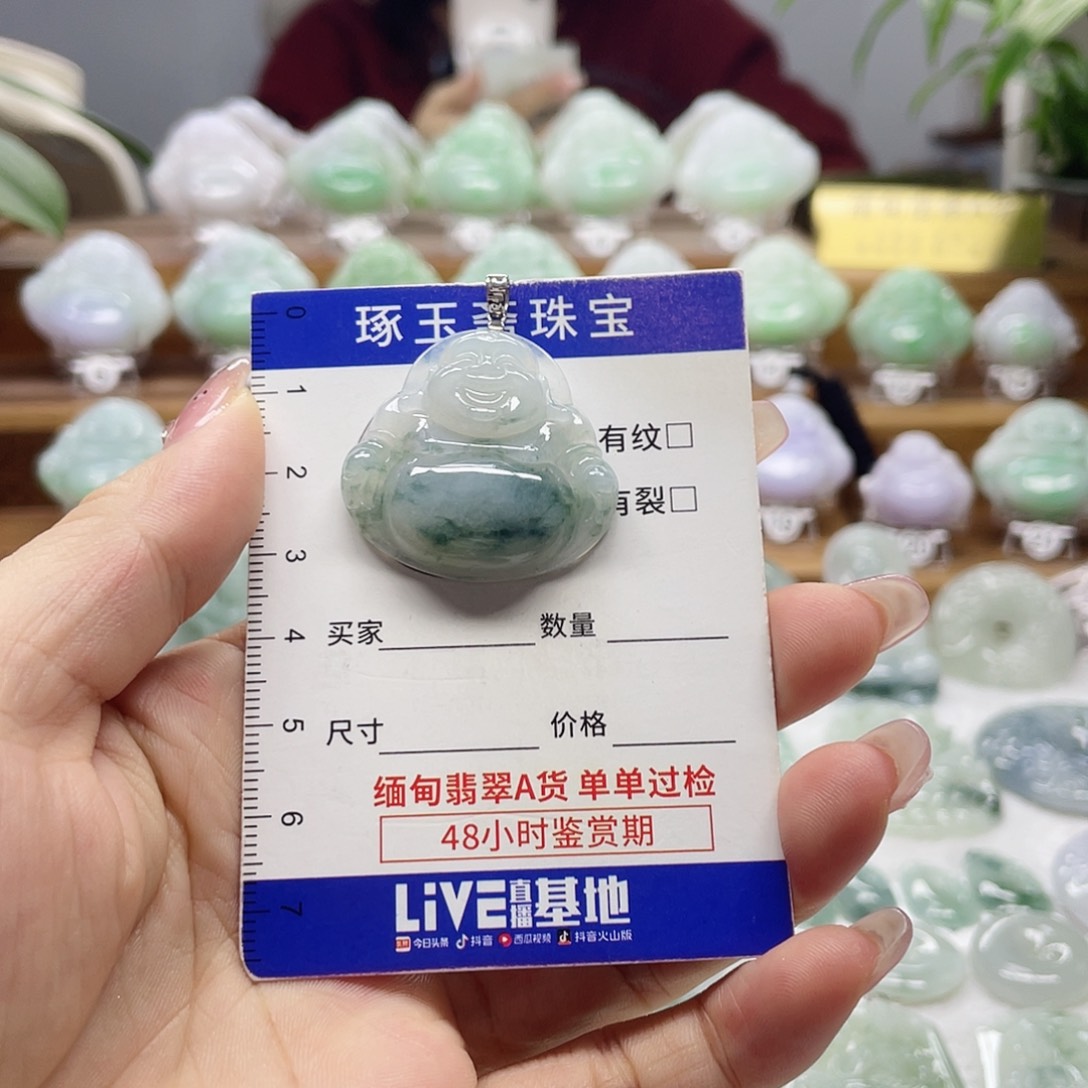 琢玉 珠宝
0
1
有纹□
2
有裂□
3
4
买家 数量
5
尺寸 价格
缅甸翡翠A货 单单过检
6
48小时鉴赏期
7
LiVE直播基地
今日头条 抖音 西瓜视频 抖音火山版